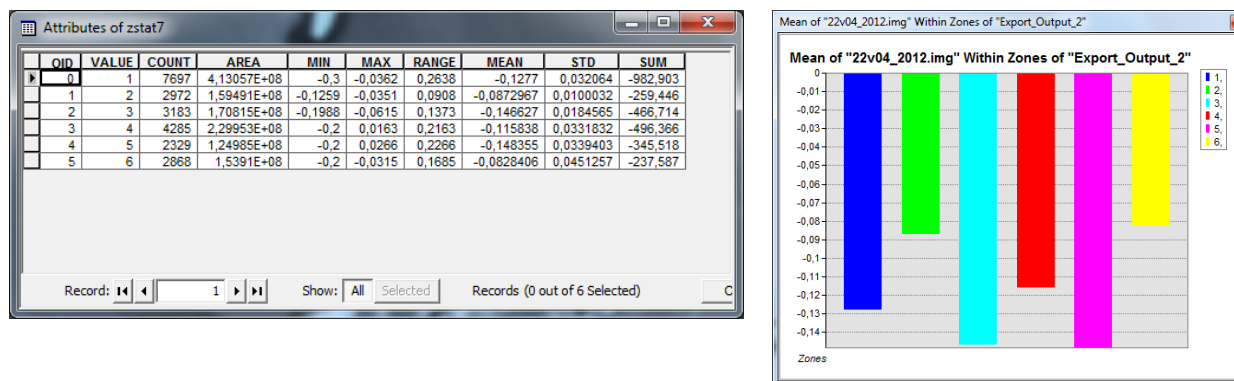 Attributes of zstat7
OID VALUE COUNT AREA MIN MAX RANGE MEAN STD SUM
0 1 7697 4,13057E+08 -0,3 -0,0362 0,2638 -0,1277 0,032064 -982,903
1 2 2972 1,59491E+08 -0,1259 -0,0351 0,0908 -0,0872967 0,0100032 -259,446
2 3 3183 1,70815E+08 -0,1988 -0,0615 0,1373 -0,146627 0,0184565 -466,714
3 4 4285 2,29953E+08 -0,2 0,0163 0,2163 -0,115838 0,0331832 -496,366
4 5 2329 1,24985E+08 -0,2 0,0266 0,2266 -0,148355 0,0339403 -345,518
5 6 2868 1,5391E+08 -0,2 -0,0315 0,1685 -0,0828406 0,0451257 -237,587
Record: 1 Show: All Selected Records (0 out of 6 Selected)
Mean of "22v04_2012.img" Within Zones of "Export_Output_2"
Mean of "22v04_2012.img" Within Zones of "Export_Output_2"
0
-0,01
-0,02
-0,03
-0,04
-0,05
-0,06
-0,07
-0,08
-0,09
-0,1
-0,11
-0,12
-0,13
-0,14
Zones
1,
2,
3,
4,
5,
6,